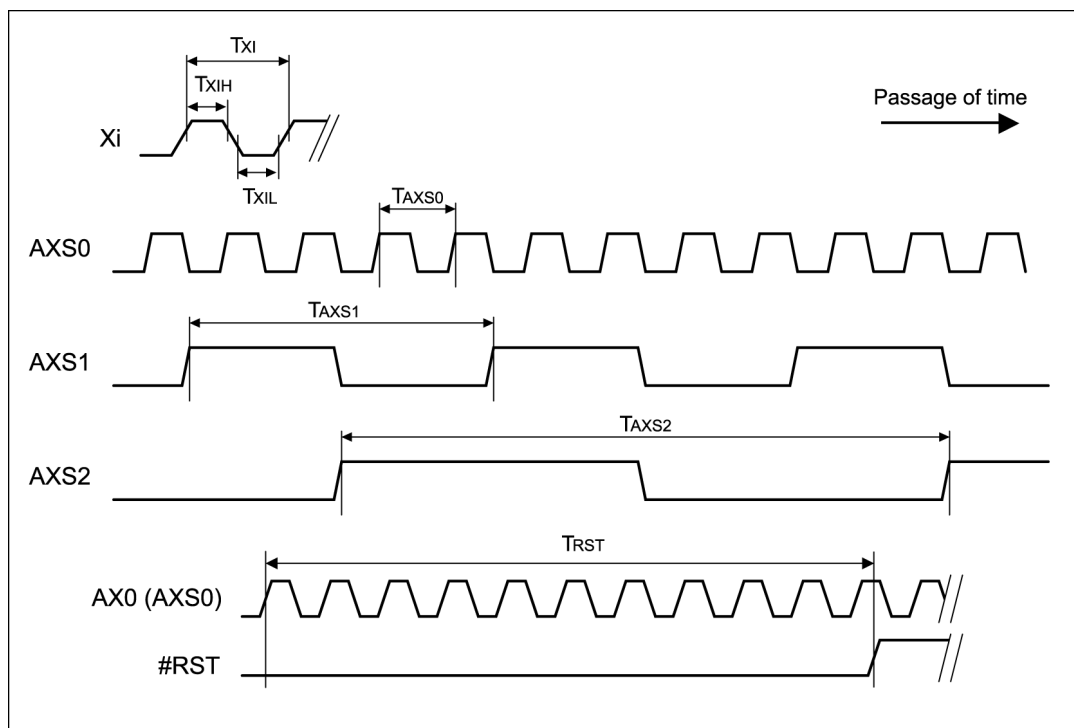 TXI
TXIH
Passage of time
Xi
TXIL
TAXS0
AXS0
TAXS1
AXS1
TAXS2
AXS2
TRST
AX0 (AXS0)
#RST